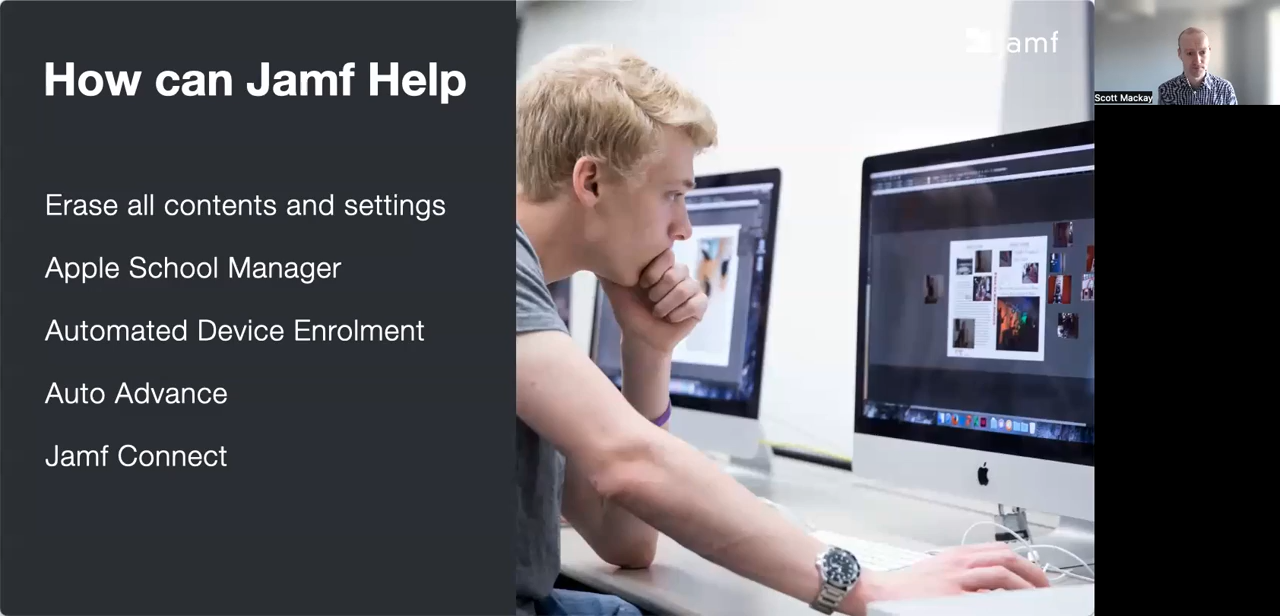 How can Jamf Help
jamf
Scott Mackay
Erase all contents and settings
Apple School Manager
Automated Device Enrolment
Auto Advance
Jamf Connect